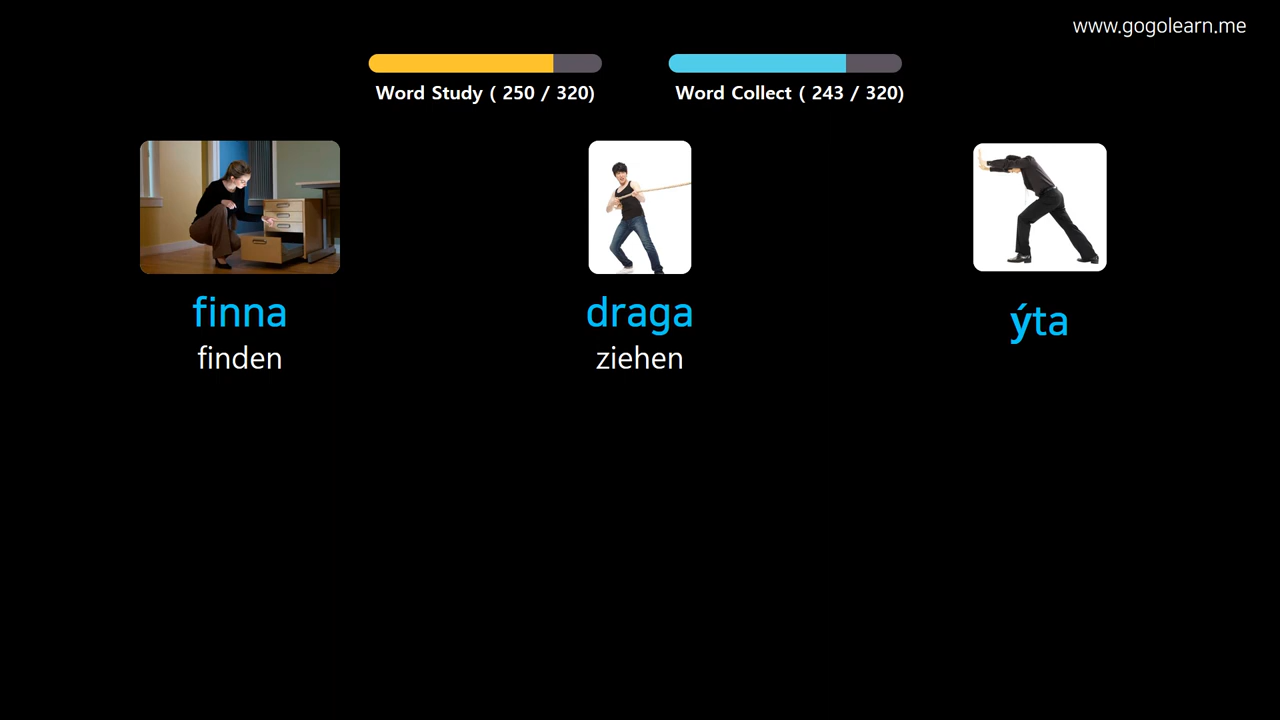 www.gogolearn.me
Word Study ( 250 / 320)
Word Collect ( 243 / 320)
finna
finden
draga
ziehen
ýta